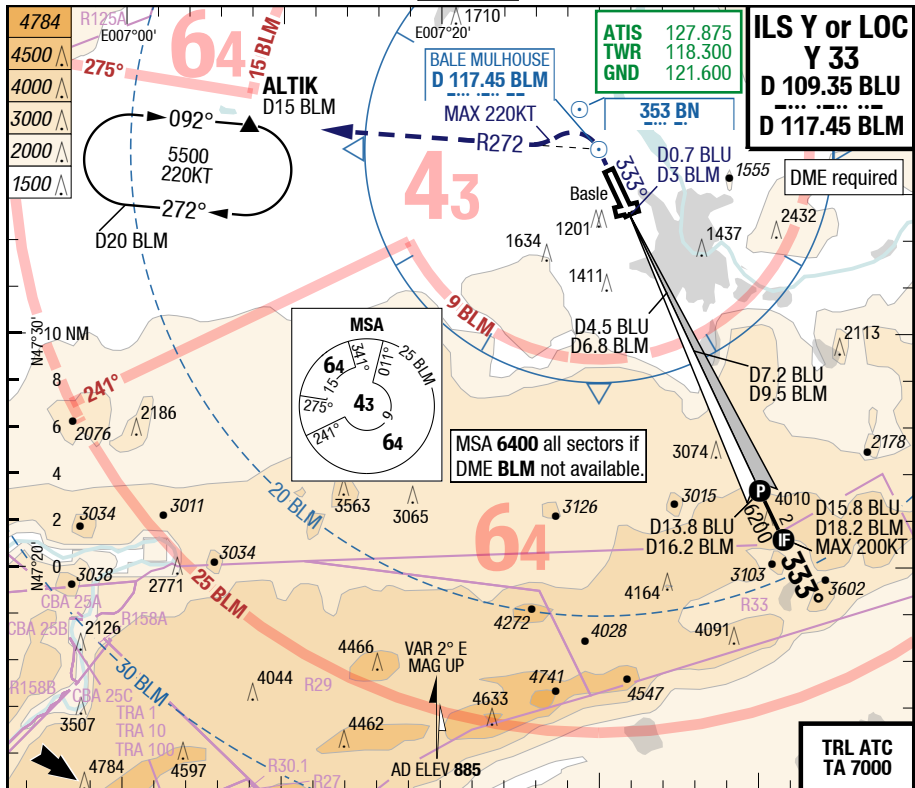 4784
4500
4000
3000
2000
1500
R125A
E007°00'
64
15 BLM
275°
ALTIK
D15 BLM
092°
5500
220KT
272°
D20 BLM
1710
E007°20'
BALE MULHOUSE
D 117.45 BLM
MAX 220KT
R272
ATIS 127.875
TWR 118.300
GND 121.600
353 BN
ILS Y or LOC
Y 33
D 109.35 BLU
D 117.45 BLM
DME required
333°
D0.7 BLU
D3 BLM
1555
Basle
43
1201
1634
1411
1437
2432
9 BLM
D4.5 BLU
D6.8 BLM
2113
D7.2 BLU
D9.5 BLM
N47°30'
10 NM
8
6
4
2
0
N47°20'
241°
2076
2186
MSA
64
341°
011°
25 BLM
15
275°
43
9
241°
64
MSA 6400 all sectors if
DME BLM not available.
3074
2178
P
4010
6200
2
IF
D15.8 BLU
D18.2 BLM
MAX 200KT
333°
D13.8 BLU
D16.2 BLM
3563
3065
3126
3015
64
20 BLM
3034
3011
3034
3038
2771
25 BLM
3103
3602
4164
R33
CBA 25A
CBA 25B
R158A
2126
4272
4028
4091
VAR 2° E
MAG UP
4466
4044
R29
4741
4547
4633
30 BLM
R158B
CBA 25C
3507
TRA 1
TRA 10
TRA 100
4462
4784
4597
R30.1
R27
AD ELEV 885
TRL ATC
TA 7000